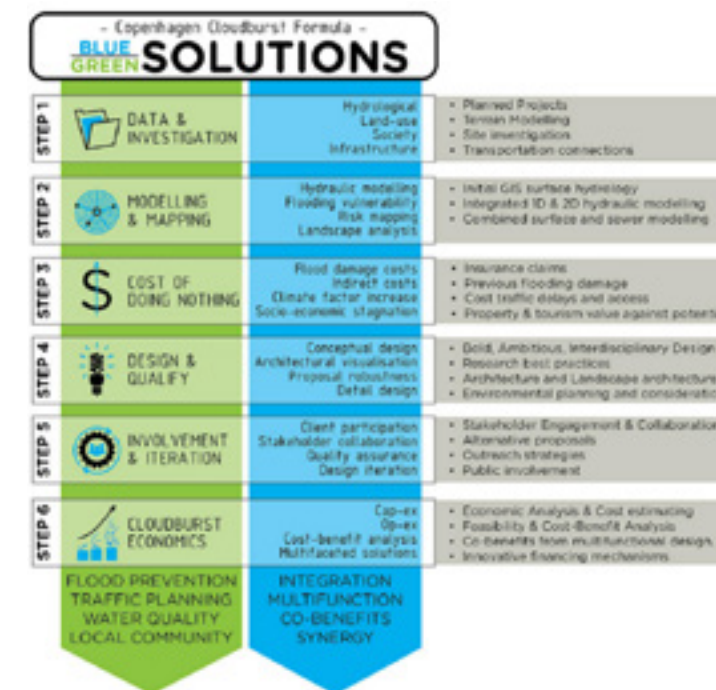 - Copenhagen Cloudburst Formula -
BLUE GREEN SOLUTIONS
STEP 1
DATA & INVESTIGATION
Hydrological
Land-use
Society
Infrastructure
• Planned Projects
• Terrain Modelling
• Site investigation
• Transportation connections
STEP 2
MODELLING & MAPPING
Hydraulic modelling
Flooding vulnerability
Risk mapping
Landscape analysis
• Initial GIS surface hydrology
• Integrated 1D & 2D hydraulic modelling
• Combined surface and sewer modelling
STEP 3
COST OF DOING NOTHING
Flood damage costs
Indirect costs
Climate factor increase
Socio-economic stagnation
• Insurance claims
• Previous flooding damage
• Cost traffic delays and access
• Property & tourism value against potent
STEP 4
DESIGN & QUALIFY
Conceptual design
Architectural visualisation
Proposal robustness
Detail design
• Bold, Ambitious, Interdisciplinary Design
• Research best practices
• Architecture and Landscape architecture
• Environmental planning and consideratio
STEP 5
INVOLVEMENT & ITERATION
Client participation
Stakeholder collaboration
Quality assurance
Design iteration
• Stakeholder Engagement & Collaboration
• Alternative proposals
• Outreach strategies
• Public involvement
STEP 6
CLOUDBURST ECONOMICS
Cap-ex
Op-ex
Cost-benefit analysis
Multifaceted solutions
• Economic Analysis & Cost estimating
• Feasibility & Cost-Benefit Analysis
• Co-benefits from multifunctional design.
• Innovative financing mechanisms
FLOOD PREVENTION
TRAFFIC PLANNING
WATER QUALITY
LOCAL COMMUNITY
INTEGRATION
MULTIFUNCTION
CO-BENEFITS
SYNERGY